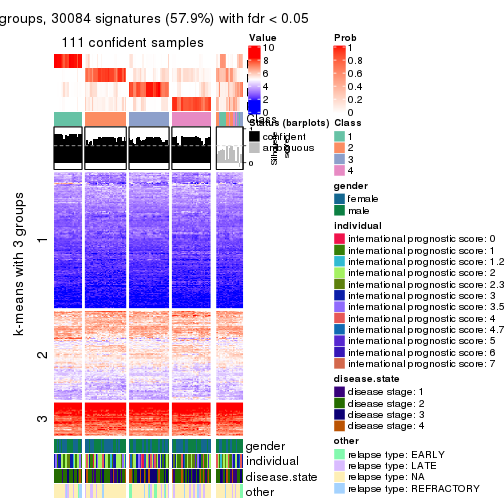 groups, 30084 signatures (57.9%) with fdr < 0.05
111 confident samples
k-means with 3 groups
1
2
3
Class
Silhouette
score
0
gender
individual
disease.state
other
Value
10
8
6
4
2
0
Status (barplots)
confident
ambiguous
Prob
1
0.8
0.6
0.4
0.2
0
Class
1
2
3
4
gender
female
male
individual
international prognostic score: 0
international prognostic score: 1
international prognostic score: 1.2
international prognostic score: 2
international prognostic score: 2.3
international prognostic score: 3
international prognostic score: 3.5
international prognostic score: 4
international prognostic score: 4.7
international prognostic score: 5
international prognostic score: 6
international prognostic score: 7
disease.state
disease stage: 1
disease stage: 2
disease stage: 3
disease stage: 4
other
relapse type: EARLY
relapse type: LATE
relapse type: NA
relapse type: REFRACTORY